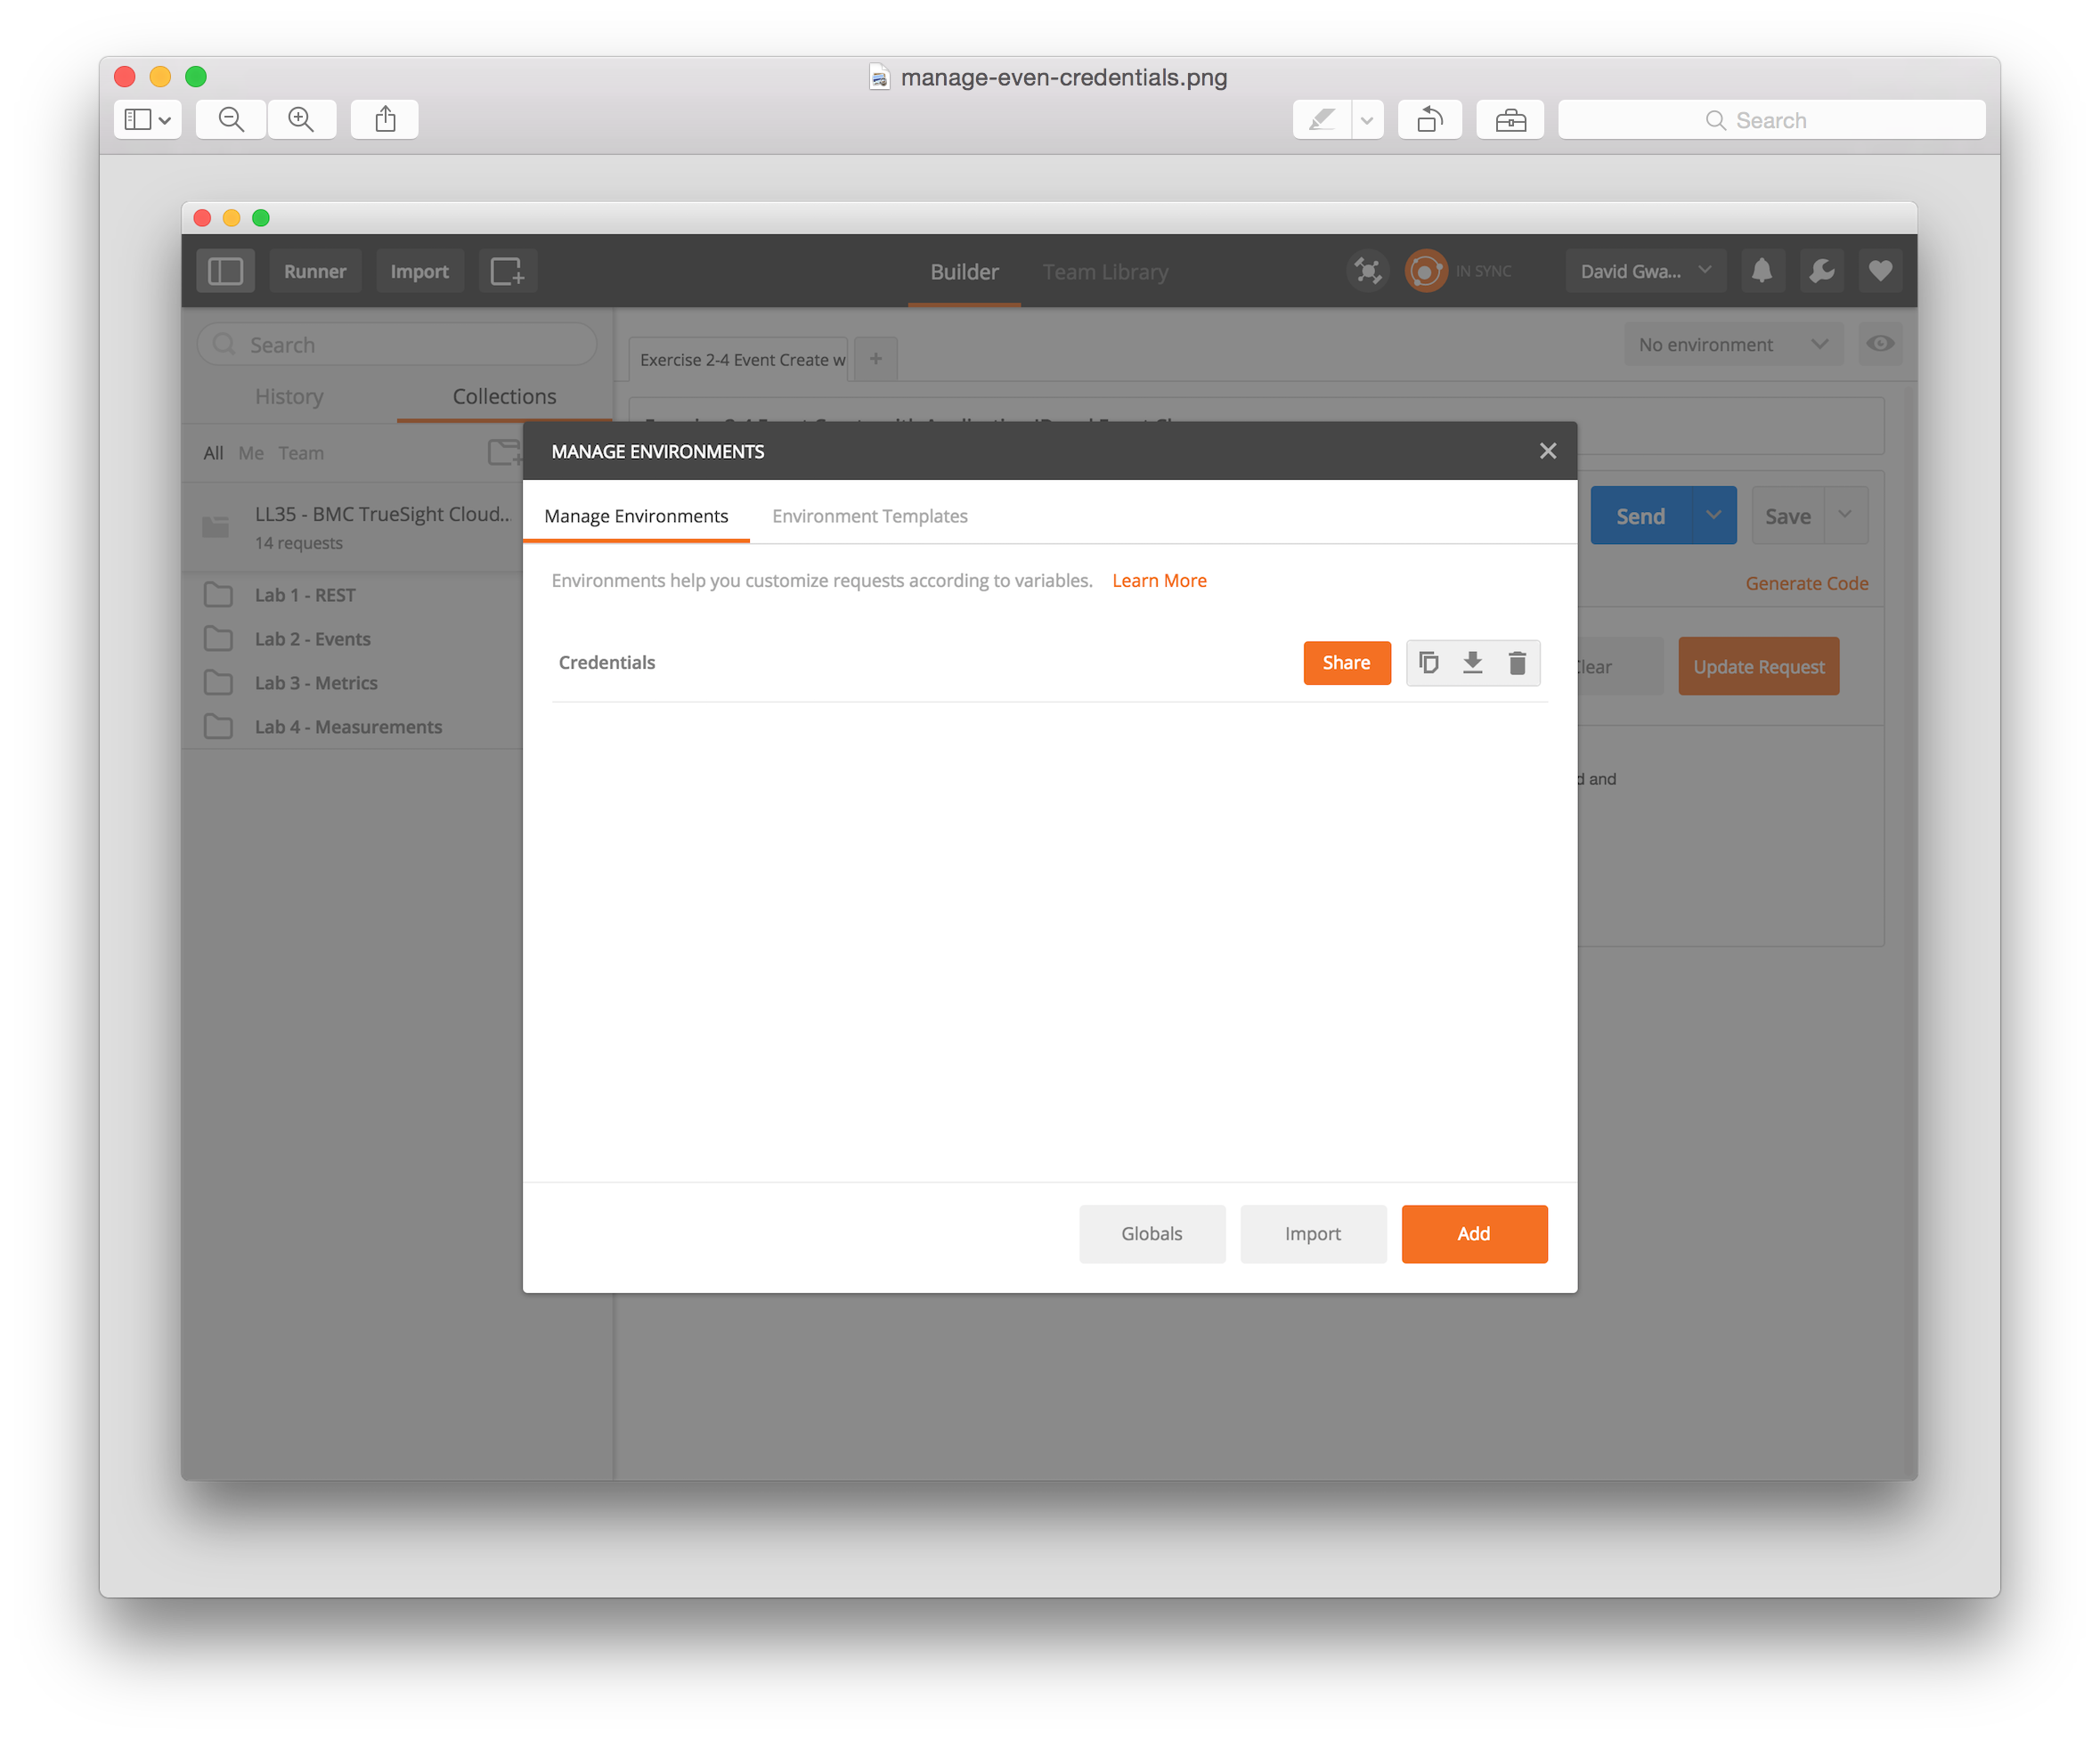 manage-even-credentials.png
Search
Runner
Import
Builder
Team Library
IN SYNC
David Gwa...
Search
Exercise 2-4 Event Create w
+
No environment
History
Collections
All Me Team
MANAGE ENVIRONMENTS
LL35 - BMC TrueSight Cloud...
14 requests
Manage Environments
Environment Templates
Send
Save
Environments help you customize requests according to variables. Learn More
Generate Code
Lab 1 - REST
Lab 2 - Events
Lab 3 - Metrics
Lab 4 - Measurements
Credentials
Share
lear
Update Request
d and
Globals
Import
Add